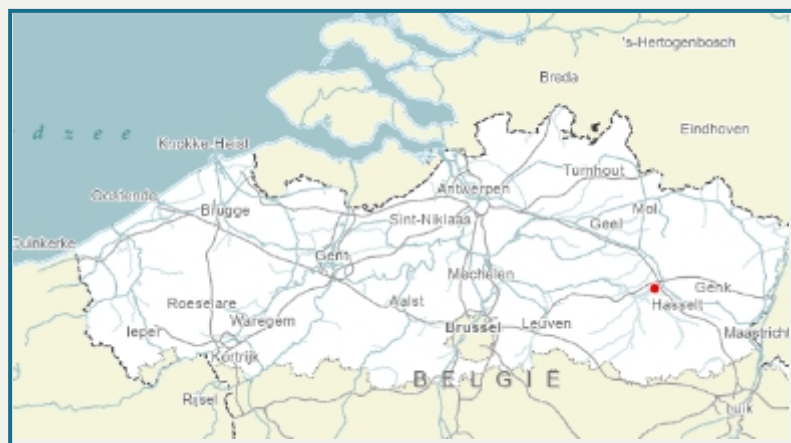 's-Hertogenbosch
Breda
d z e e
Eindhoven
Knokke-Heist
Turnhout
Oostende
Antwerpen
Mol
Brugge
Sint-Niklaas
Geel
Duinkerke
Gent
Mechelen
Genk
Roeselare
Aalst
Hasselt
Ieper
Waregem
Brussel
Leuven
Maastricht
Kortrijk
BELGIË
Rijsel
Luik